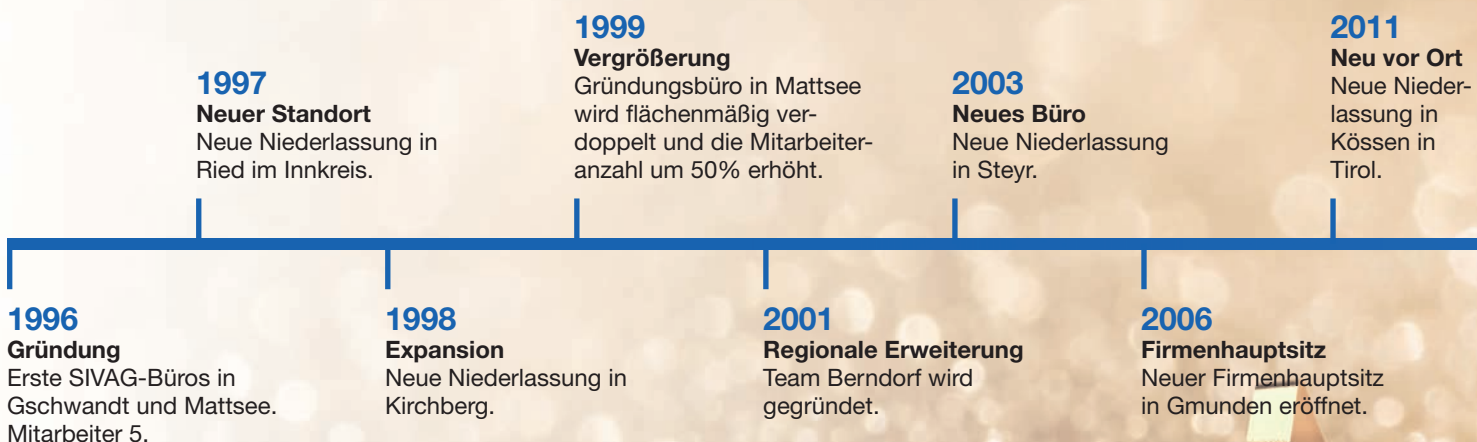 1996
Gründung
Erste SIVAG-Büros in
Gschwandt und Mattsee.
Mitarbeiter 5.
1997
Neuer Standort
Neue Niederlassung in
Ried im Innkreis.
1998
Expansion
Neue Niederlassung in
Kirchberg.
1999
Vergrößerung
Gründungsbüro in Mattsee
wird flächenmäßig ver-
doppelt und die Mitarbeiter-
anzahl um 50% erhöht.
2001
Regionale Erweiterung
Team Berndorf wird
gegründet.
2003
Neues Büro
Neue Niederlassung
in Steyr.
2006
Firmenhauptsitz
Neuer Firmenhauptsitz
in Gmunden eröffnet.
2011
Neu vor Ort
Neue Nieder-
lassung in
Kössen in
Tirol.